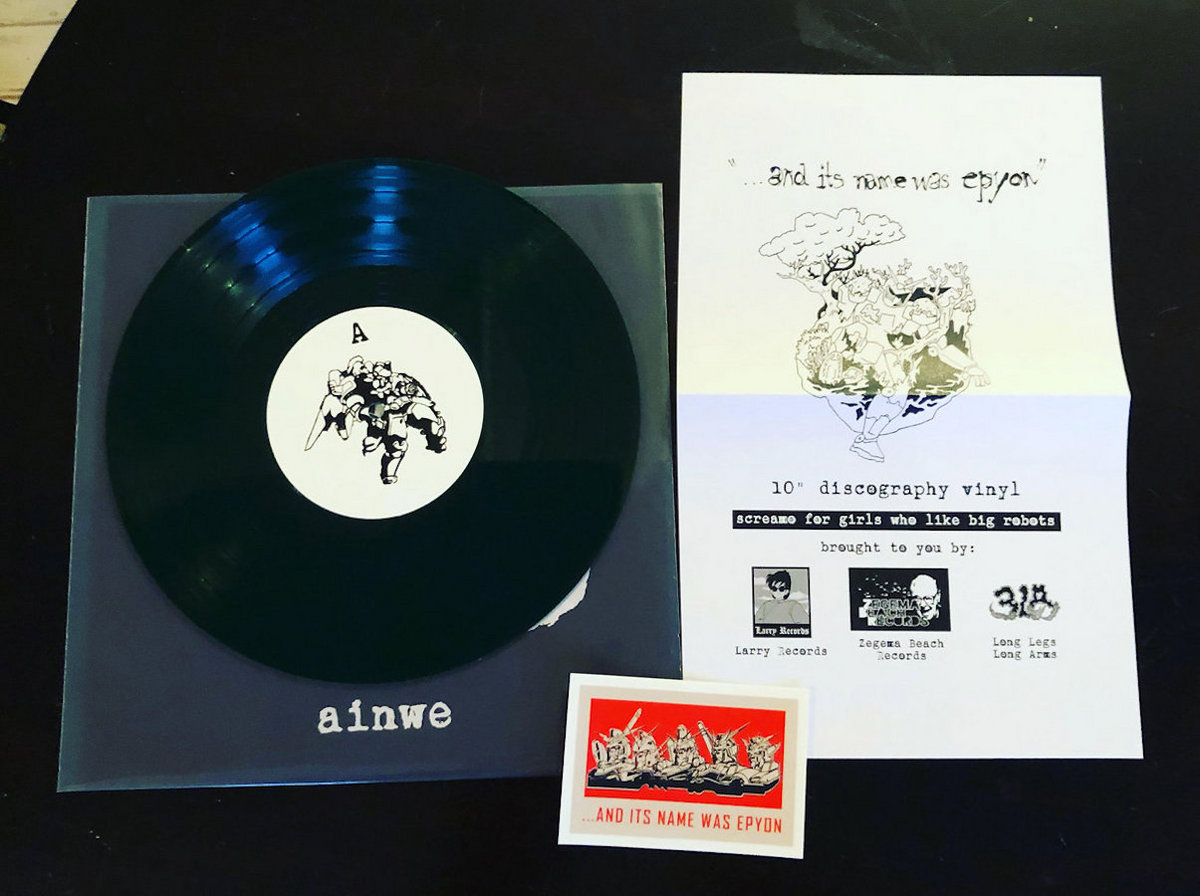 A
ainwe
"...and its name was epyon"
10" discography vinyl
screamo for girls who like big robots
brought to you by:
Larry Records
Larry Records
ZEGEMA
BEACH
RECORDS
Zegema Beach
Records
Long Legs
Long Arms
...AND ITS NAME WAS EPYON